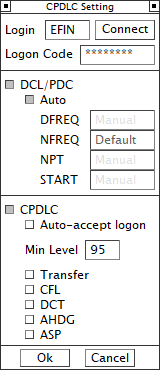 CPDLC Setting
Login EFIN Connect
Logon Code ********
DCL/PDC
Auto
DFREQ Manual
NFREQ Default
NPT Manual
START Manual
CPDLC
Auto-accept logon
Min Level 95
Transfer
CFL
DCT
AHDG
ASP
Ok Cancel